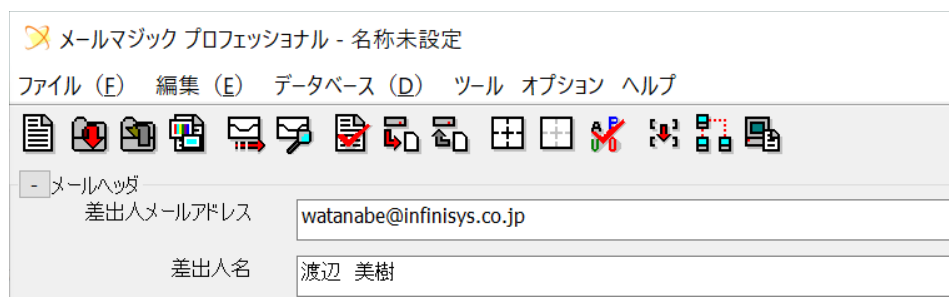 メールマジック プロフェッショナル - 名称未設定
ファイル（F） 編集（E） データベース（D） ツール オプション ヘルプ
- メールヘッダ
差出人メールアドレス watanabe@infinisys.co.jp
差出人名 渡辺 美樹